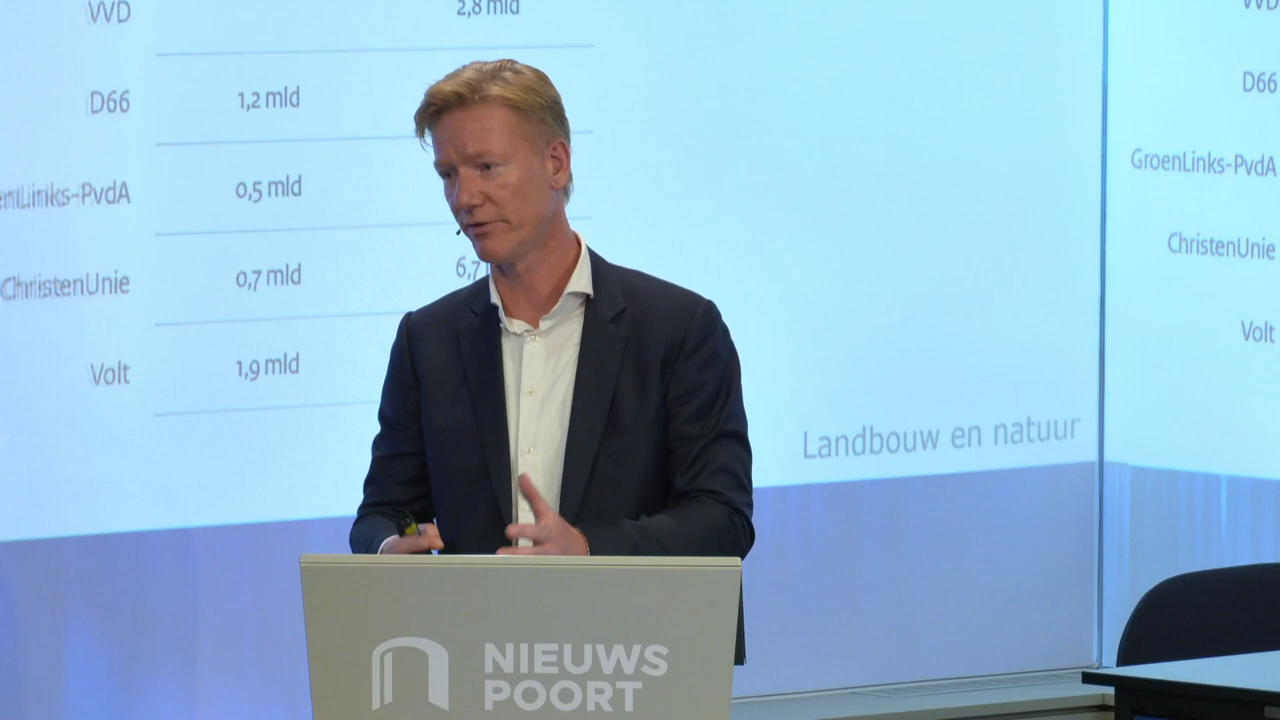 VVD 2,8 mld
D66 1,2 mld
GroenLinks-PvdA 0,5 mld
ChristenUnie 0,7 mld 6,7
Volt 1,9 mld
Landbouw en natuur
VVD
D66
GroenLinks-PvdA
ChristenUnie
Volt
NIEUWS
POORT